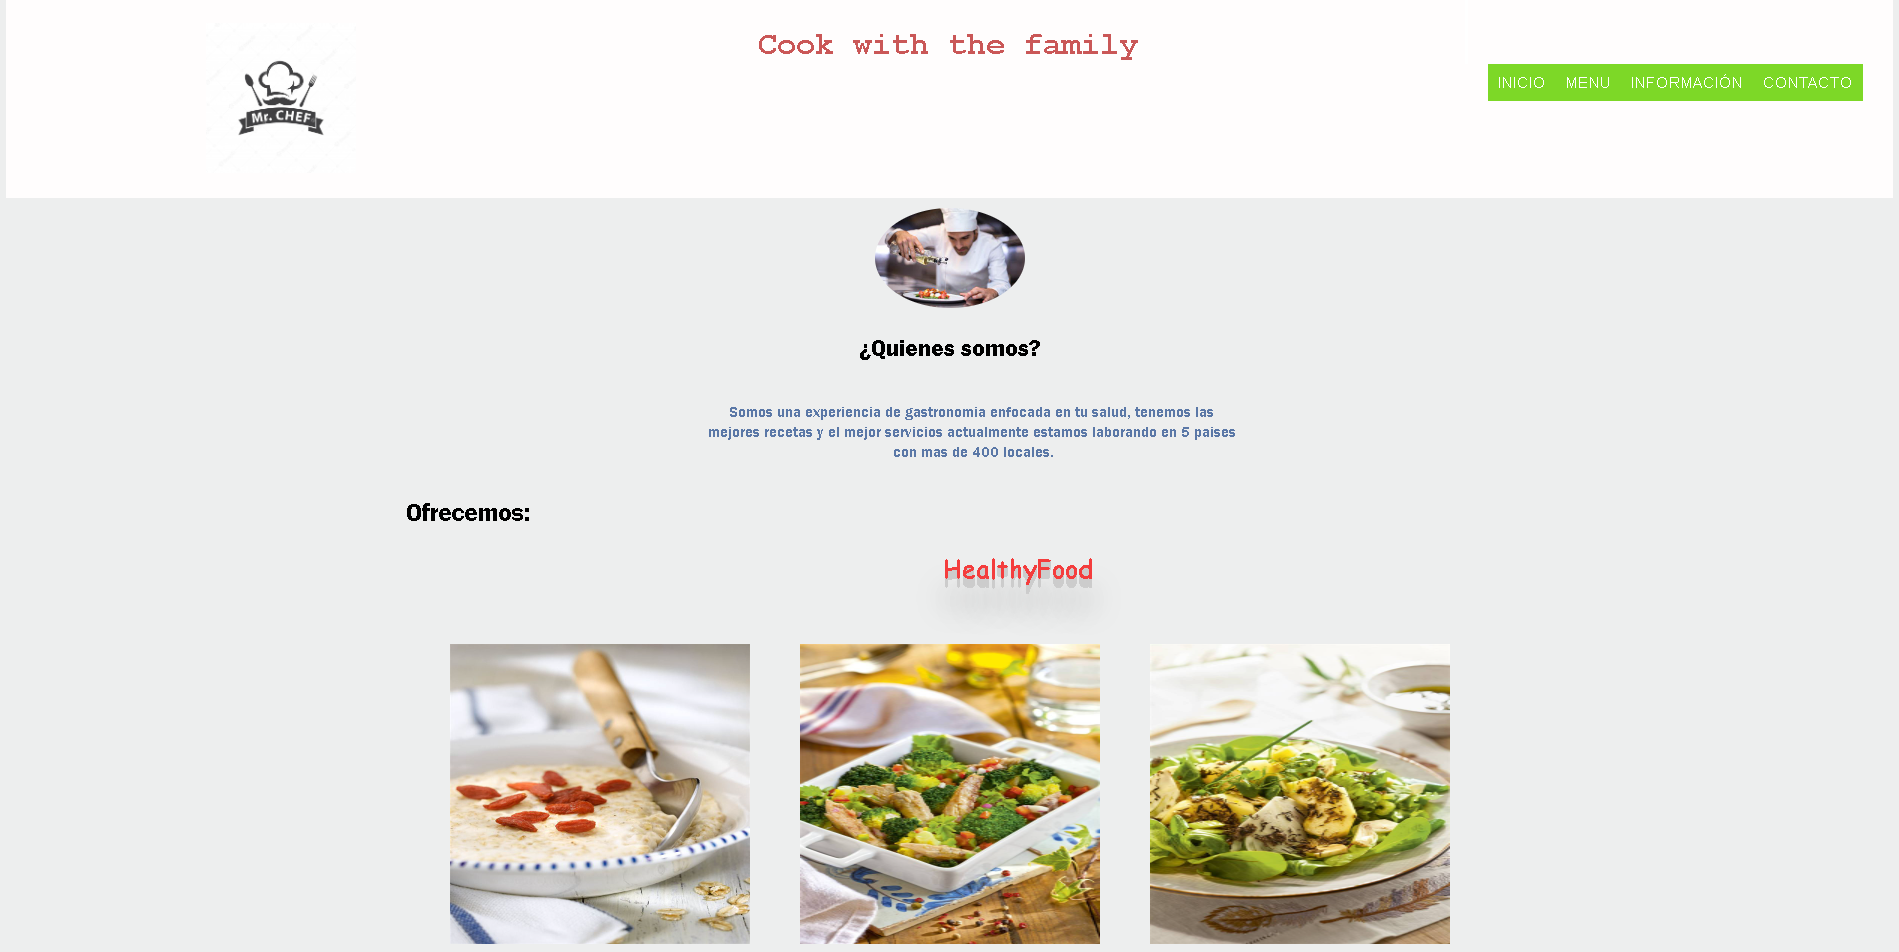 Cook with the family
Mr. CHEF
INICIO MENU INFORMACIÓN CONTACTO
¿Quienes somos?
Somos una experiencia de gastronomia enfocada en tu salud, tenemos las
mejores recetas y el mejor servicios actualmente estamos laborando en 5 paises
con mas de 400 locales.
Ofrecemos:
HealthyFood